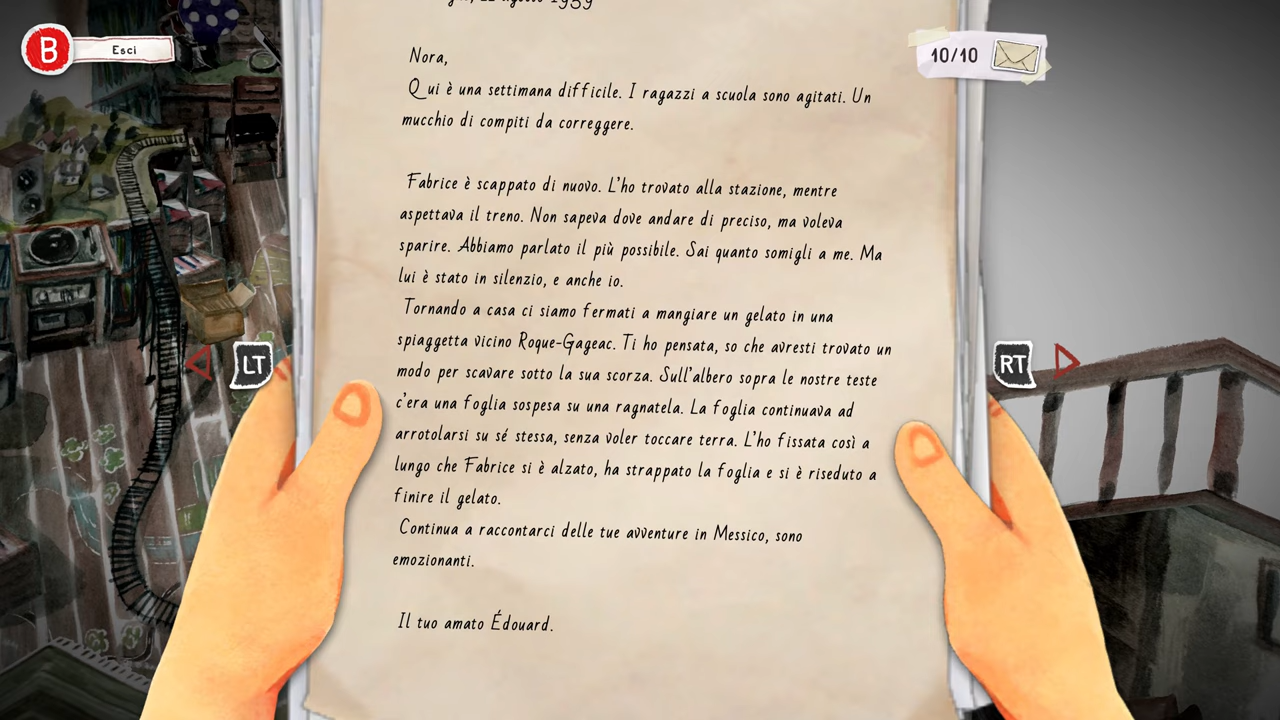 B
Esci
10/10
1959
Nora,
Qui è una settimana difficile. I ragazzi a scuola sono agitati. Un
mucchio di compiti da correggere.
Fabrice è scappato di nuovo. L'ho trovato alla stazione, mentre
aspettava il treno. Non sapeva dove andare di preciso, ma voleva
sparire. Abbiamo parlato il più possibile. Sai quanto somigli a me. Ma
lui è stato in silenzio, e anche io.
Tornando a casa ci siamo fermati a mangiare un gelato in una
spiaggetta vicino Roque-Gageac. Ti ho pensata, so che avresti trovato un
modo per scavare sotto la sua scorza. Sull'albero sopra le nostre teste
c'era una foglia sospesa su una ragnatela. La foglia continuava ad
arrotolarsi su sé stessa, senza voler toccare terra. L'ho fissata così a
lungo che Fabrice si è alzato, ha strappato la foglia e si è riseduto a
finire il gelato.
Continua a raccontarci delle tue avventure in Messico, sono
emozionanti.
Il tuo amato Édouard.
LT
RT